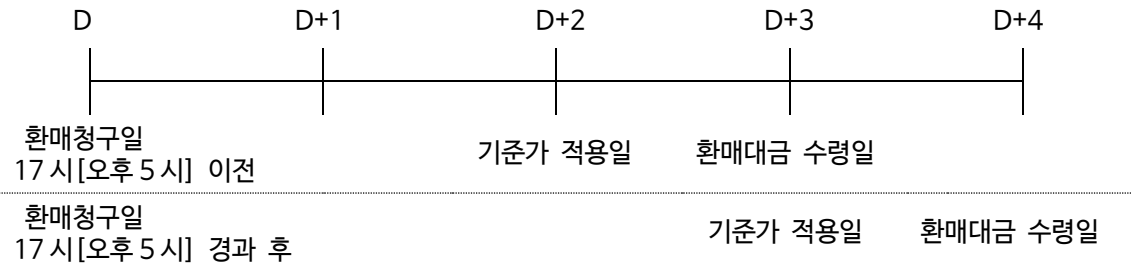 D D+1 D+2 D+3 D+4
환매청구일
17시[오후5시] 이전
기준가 적용일 환매대금 수령일
환매청구일
17시[오후5시] 경과 후
기준가 적용일 환매대금 수령일